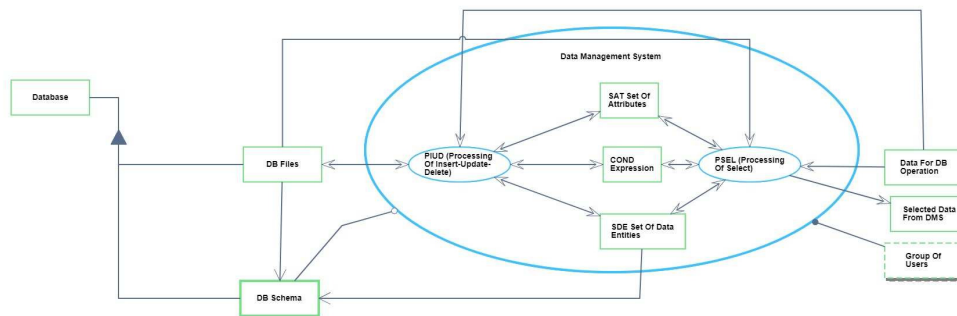 Data Management System
Database
SAT Set Of
Attributes
DB Files
PIUD (Processing
Of Insert-Update-
Delete)
COND
Expression
PSEL (Processing
Of Select)
Data For DB
Operation
Selected Data
From DMS
SDE Set Of Data
Entities
Group Of
Users
DB Schema